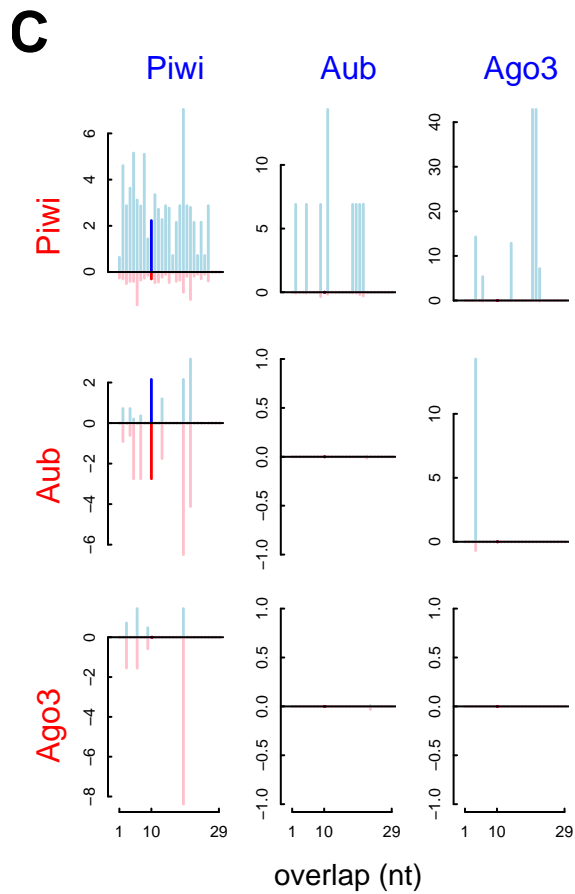 C
Piwi Aub Ago3
Piwi
0 2 4 6
0 5 10
0 10 20 30 40
Aub
−6 −4 −2 0 2
−1.0 −0.5 0.0 0.5 1.0
0 5 10
Ago3
−8 −6 −4 −2 0
−1.0 −0.5 0.0 0.5 1.0
−1.0 −0.5 0.0 0.5 1.0
1 10 29 1 10 29 1 10 29
overlap (nt)